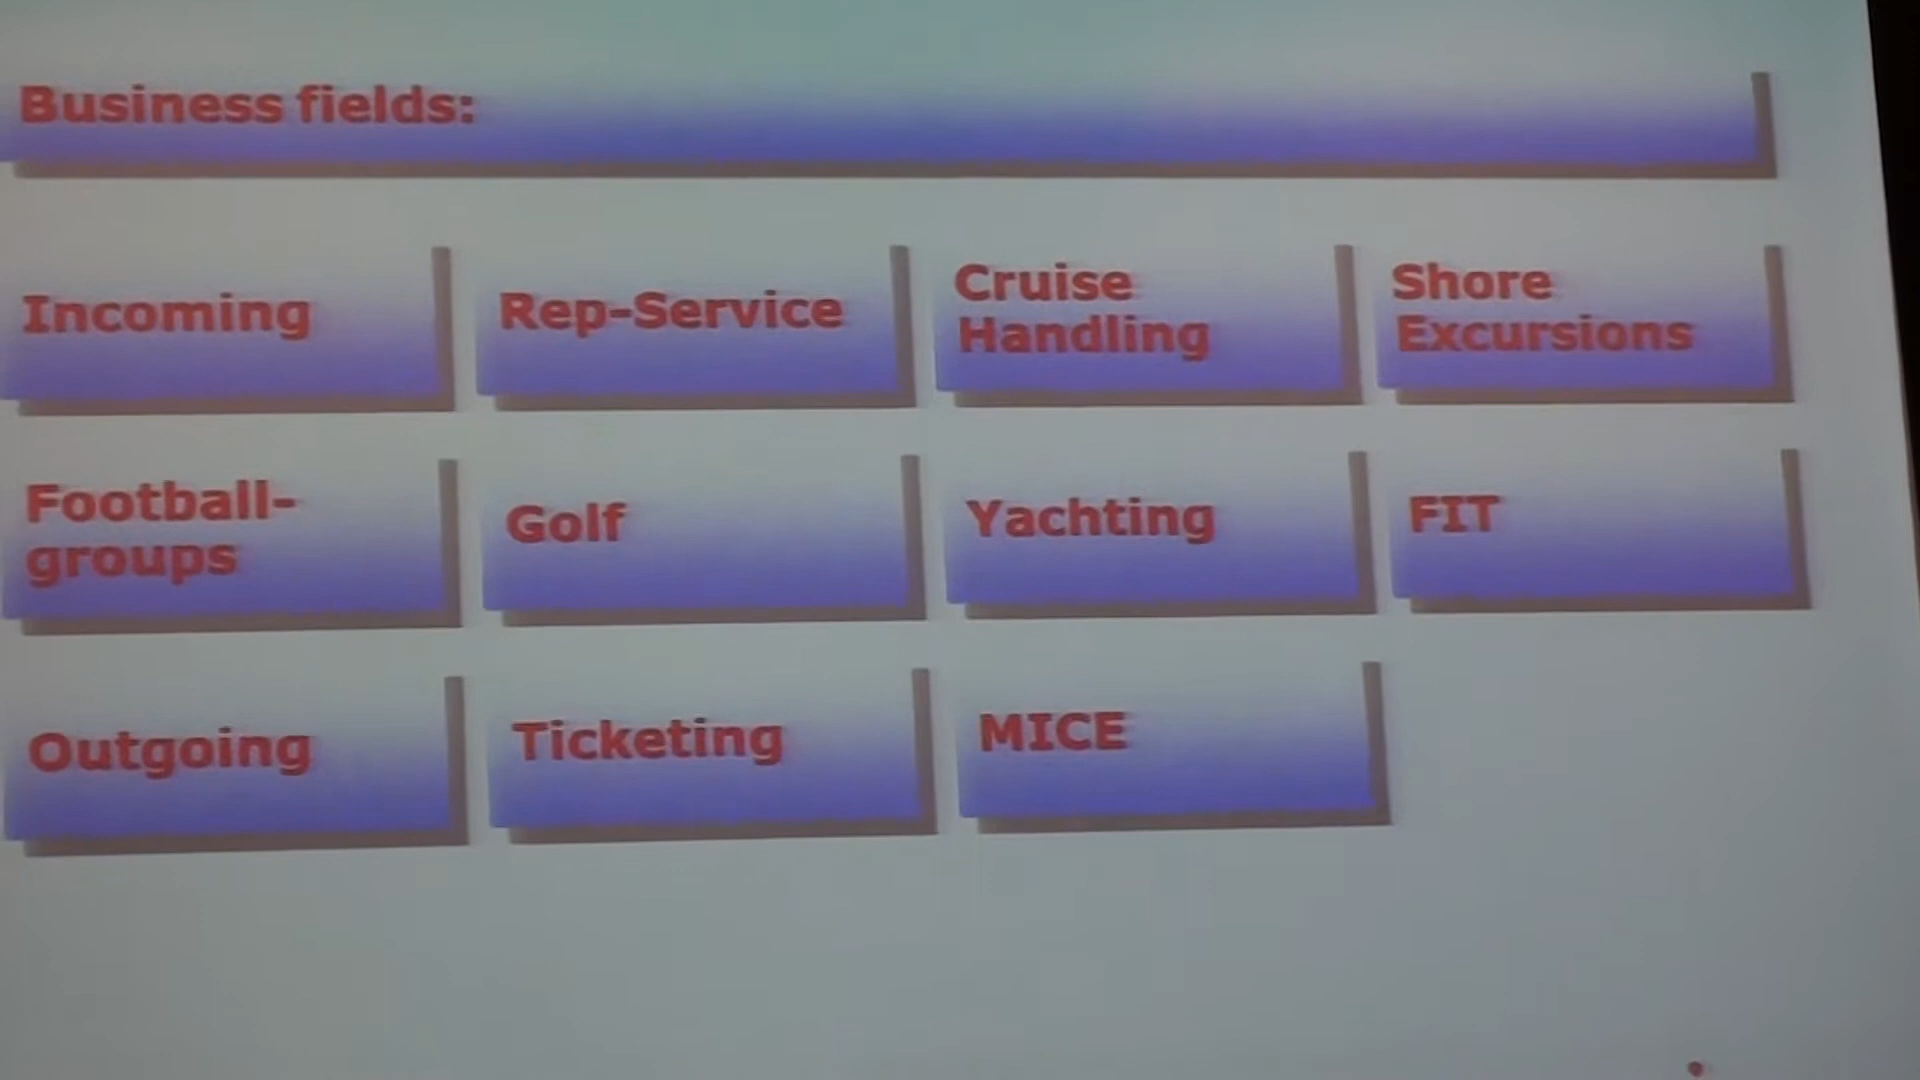 Business fields:
Incoming
Rep-Service
Cruise
Handling
Shore
Excursions
Football-
groups
Golf
Yachting
FIT
Outgoing
Ticketing
MICE